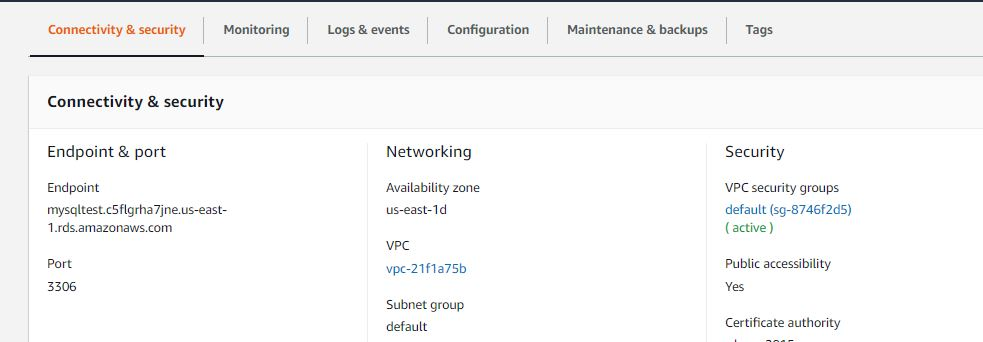 Connectivity & security
Monitoring
Logs & events
Configuration
Maintenance & backups
Tags
Connectivity & security
Endpoint & port
Endpoint
mysqltest.c5flgrha7jne.us-east-
1.rds.amazonaws.com
Port
3306
Networking
Availability zone
us-east-1d
VPC
vpc-21f1a75b
Subnet group
default
Security
VPC security groups
default (sg-8746f2d5)
( active )
Public accessibility
Yes
Certificate authority